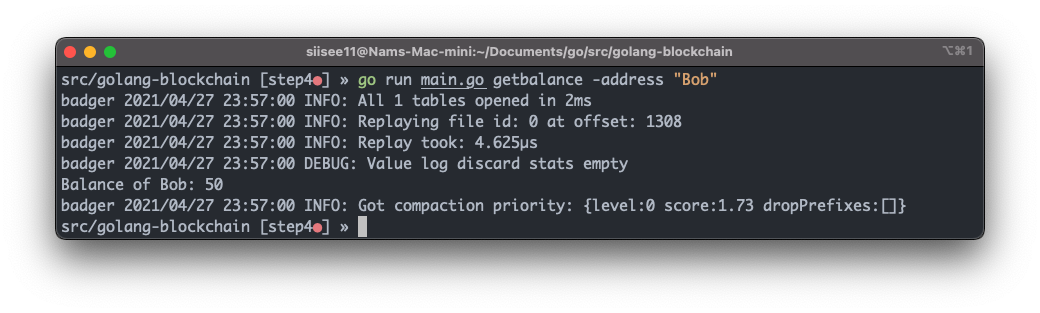 siisee11@Nams-Mac-mini:~/Documents/go/src/golang-blockchain ⌥⌘1
src/golang-blockchain [step4●] » go run main.go getbalance -address "Bob"
badger 2021/04/27 23:57:00 INFO: All 1 tables opened in 2ms
badger 2021/04/27 23:57:00 INFO: Replaying file id: 0 at offset: 1308
badger 2021/04/27 23:57:00 INFO: Replay took: 4.625µs
badger 2021/04/27 23:57:00 DEBUG: Value log discard stats empty
Balance of Bob: 50
badger 2021/04/27 23:57:00 INFO: Got compaction priority: {level:0 score:1.73 dropPrefixes:[]}
src/golang-blockchain [step4●] »